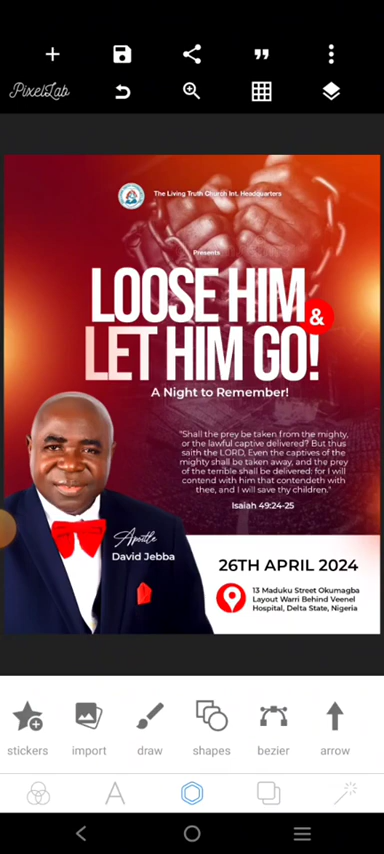 PixelLab
The Living Truth Church Int. Headquarters
Presents
LOOSE HIM
&
LET HIM GO!
A Night to Remember!
"Shall the prey be taken from the mighty,
or the lawful captive delivered? But thus
saith the LORD, Even the captives of the
mighty shall be taken away, and the prey
of the terrible shall be delivered: for I will
contend with him that contendeth with
thee, and I will save thy children."
Isaiah 49:24-25
Apostle
David Jebba
26TH APRIL 2024
13 Maduku Street Okumagba
Layout Warri Behind Veenel
Hospital, Delta State, Nigeria
stickers import draw shapes bezier arrow